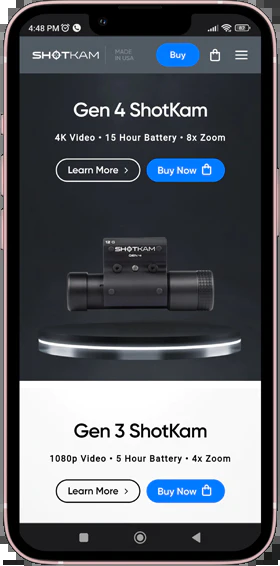 4:48 PM
SHOTKAM MADE IN USA Buy
Gen 4 ShotKam
4K Video • 15 Hour Battery • 8x Zoom
Learn More > Buy Now
SHOTKAM
GEN-4
Gen 3 ShotKam
1080p Video • 5 Hour Battery • 4x Zoom
Learn More > Buy Now